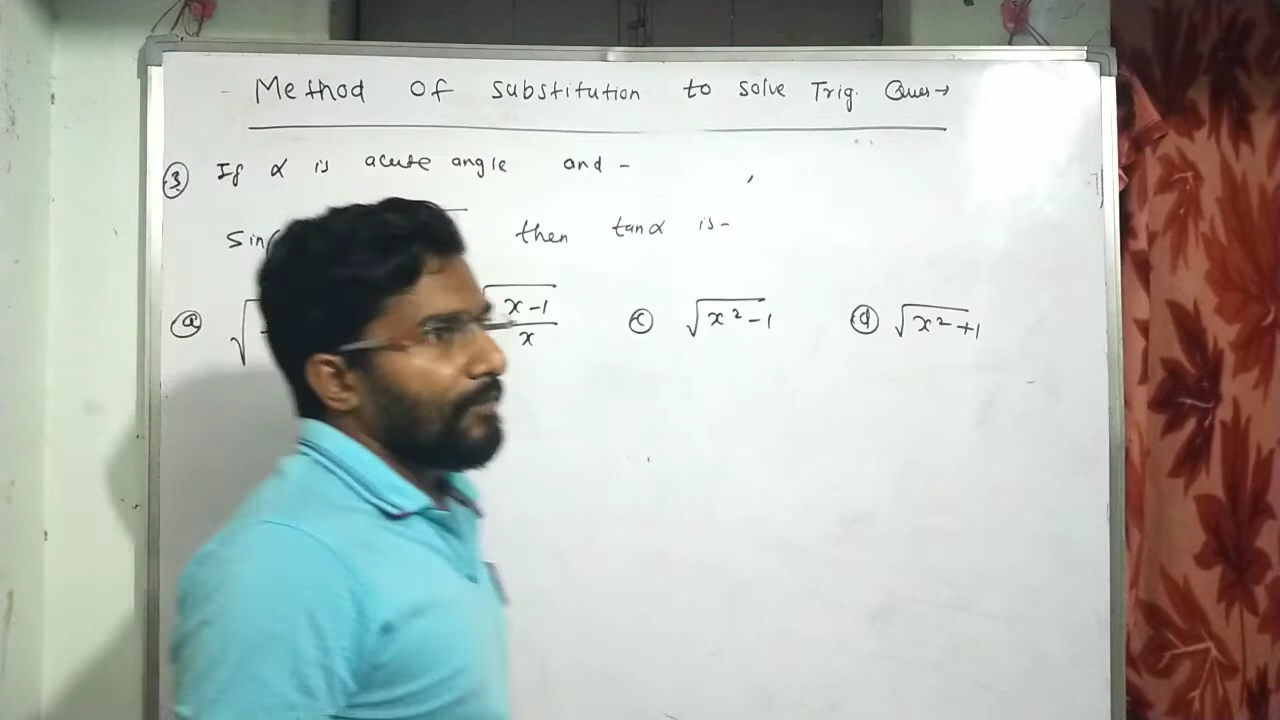 Method of substitution to solve Trig. Ques→
③ If α is acute angle and -
sin( then tanα is-
ⓐ √ √x-1/x ⓒ √x²-1 ⓓ √x²+1